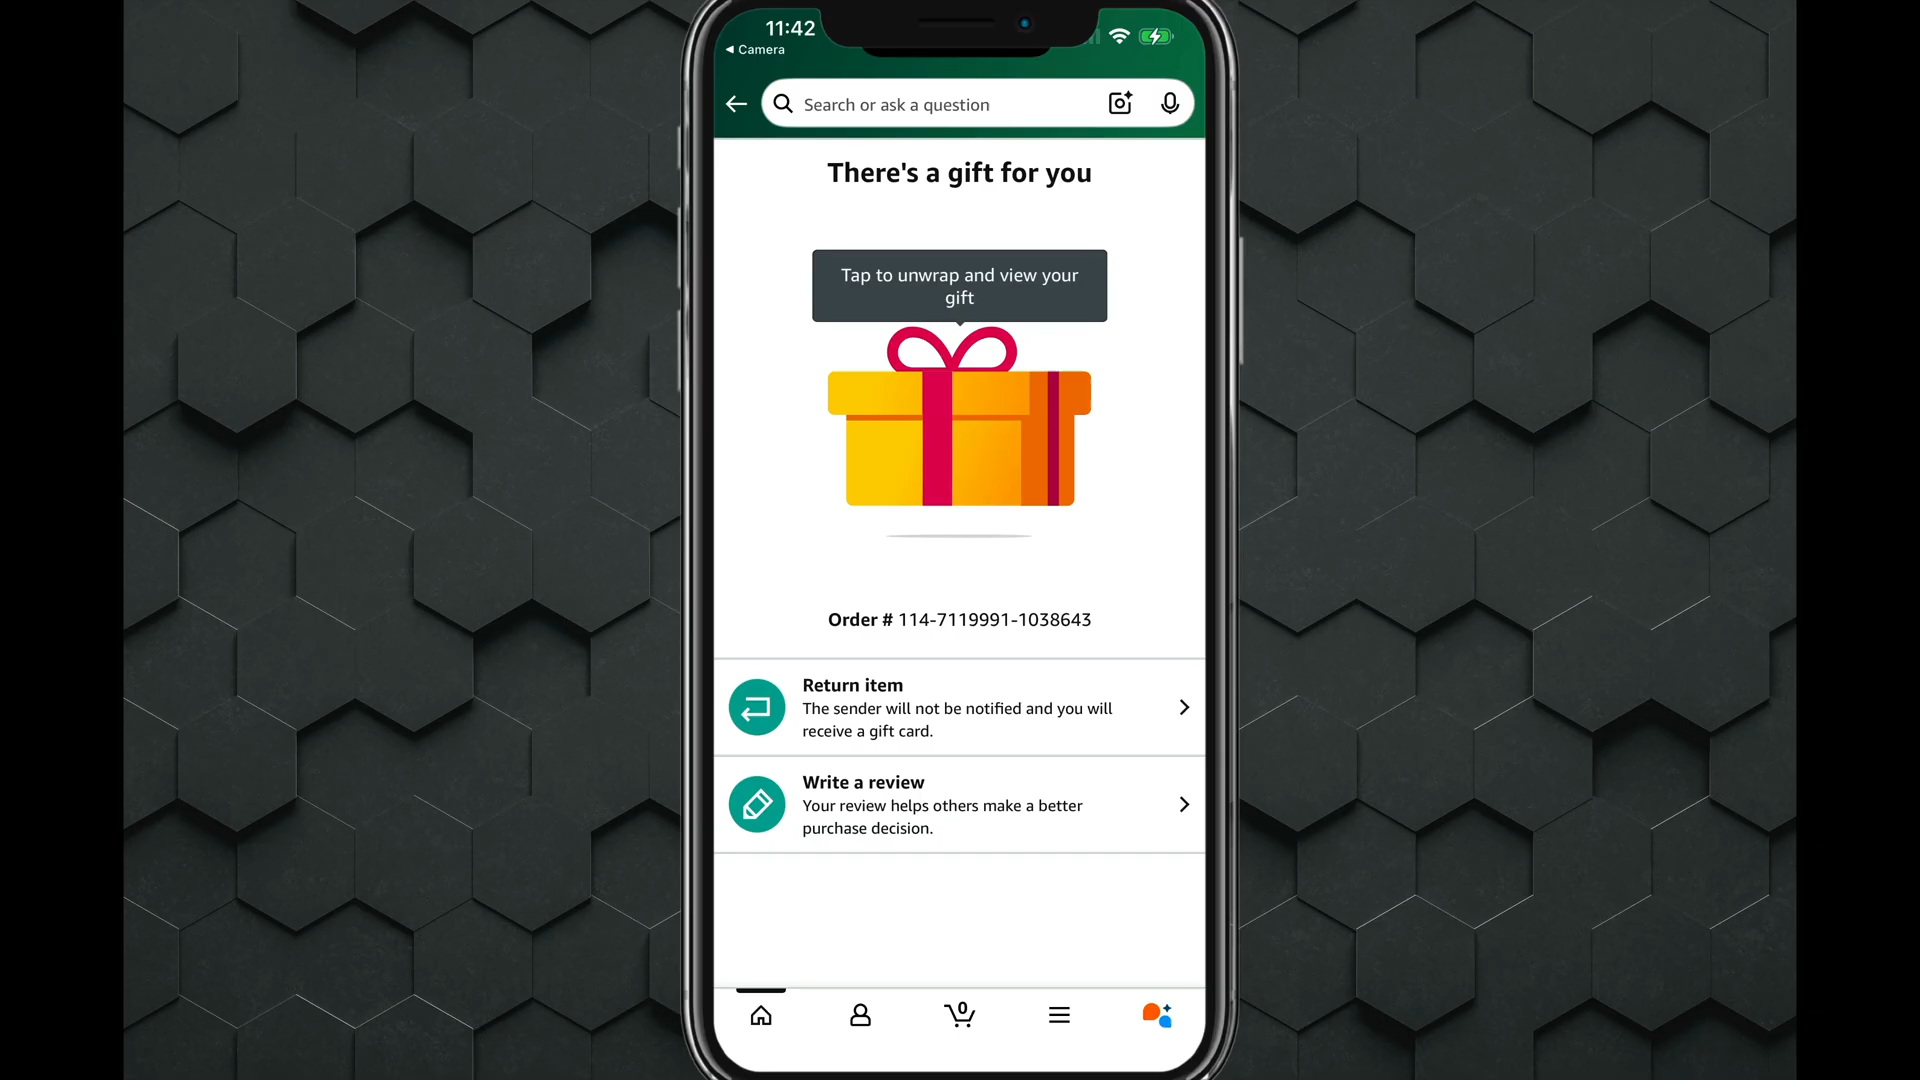 11:42
◀ Camera
Search or ask a question
There's a gift for you
Tap to unwrap and view your
gift
Order # 114-7119991-1038643
Return item
The sender will not be notified and you will
receive a gift card.
Write a review
Your review helps others make a better
purchase decision.
0